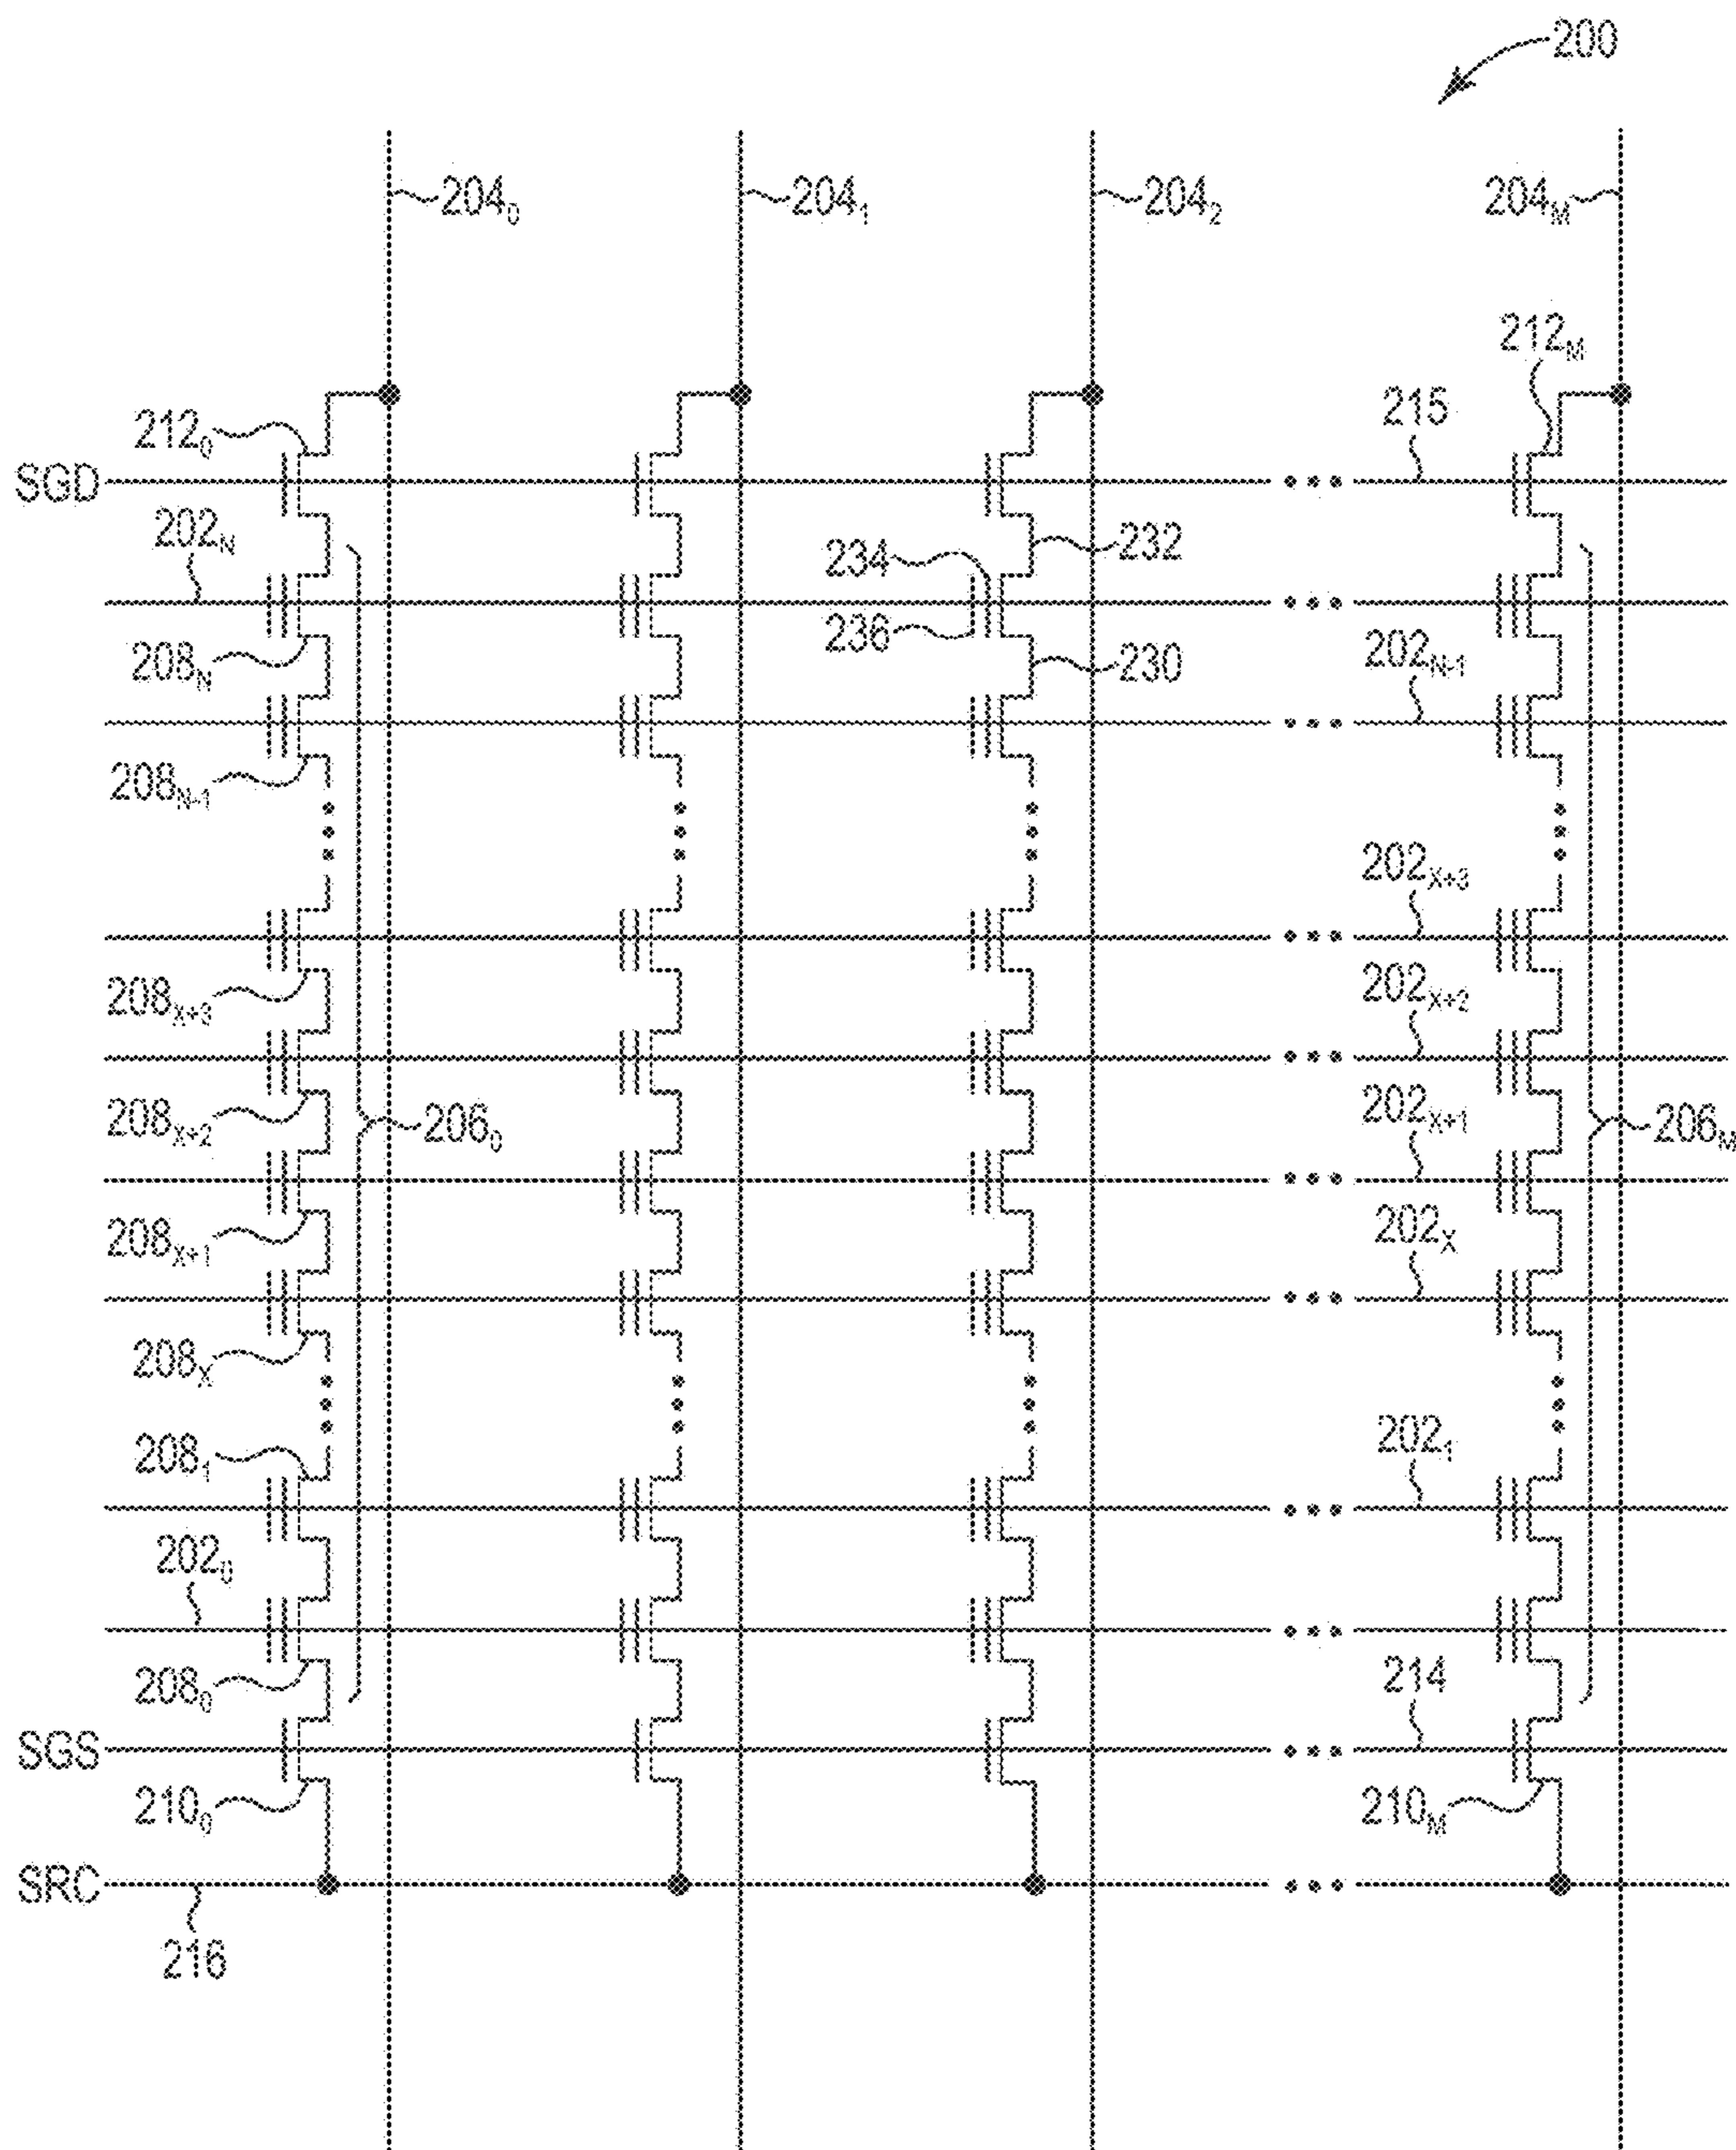 200
204₀ 204₁ 204₂ 204M
212M
212₀ 215
SGD
202N 234 232
236
208N 230 202N-1
208N-1
202X+3
208X+3 202X+2
208X+2 206₀ 202X+1 206M
208X+1 202X
208X
208₁ 202₁
202₀
208₀ 214
SGS
210₀ 210M
SRC
216